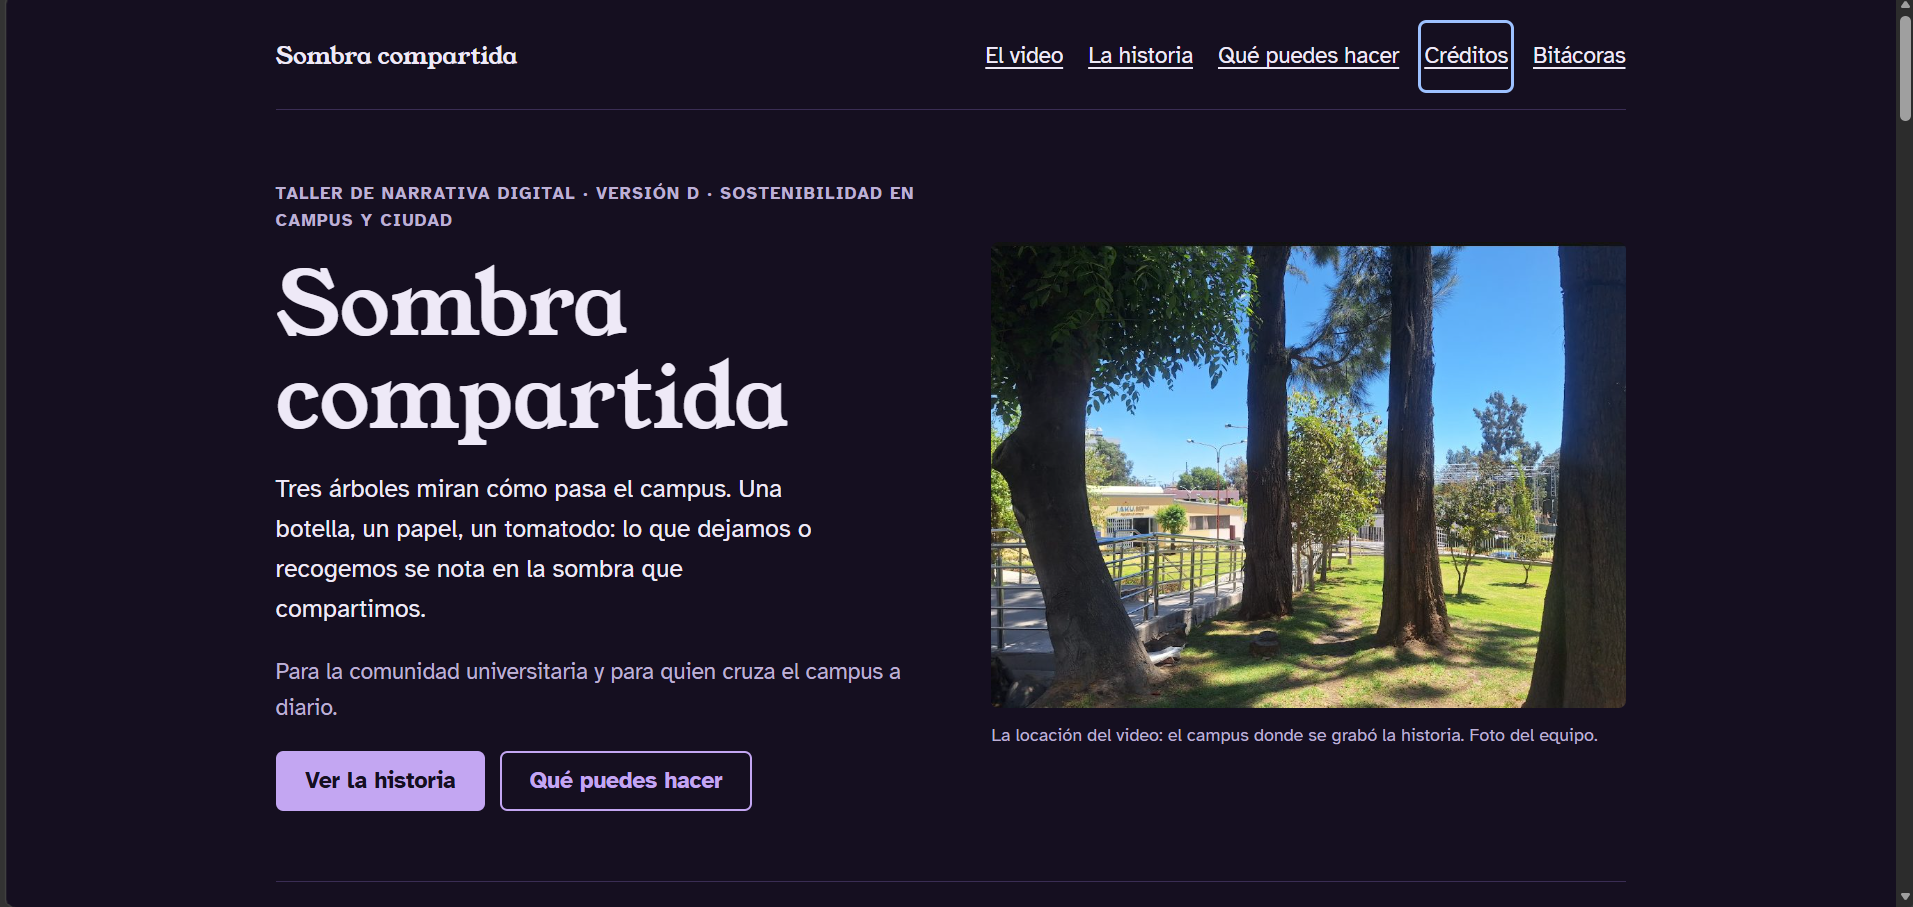 Sombra compartida
El video
La historia
Qué puedes hacer
Créditos
Bitácoras
TALLER DE NARRATIVA DIGITAL · VERSIÓN D · SOSTENIBILIDAD EN
CAMPUS Y CIUDAD
Sombra
compartida
Tres árboles miran cómo pasa el campus. Una
botella, un papel, un tomatodo: lo que dejamos o
recogemos se nota en la sombra que
compartimos.
Para la comunidad universitaria y para quien cruza el campus a
diario.
Ver la historia
Qué puedes hacer
La locación del video: el campus donde se grabó la historia. Foto del equipo.